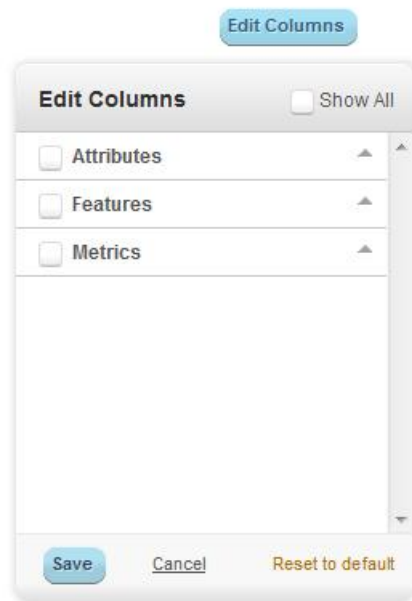 Edit Columns
Edit Columns Show All
Attributes
Features
Metrics
Save Cancel Reset to default